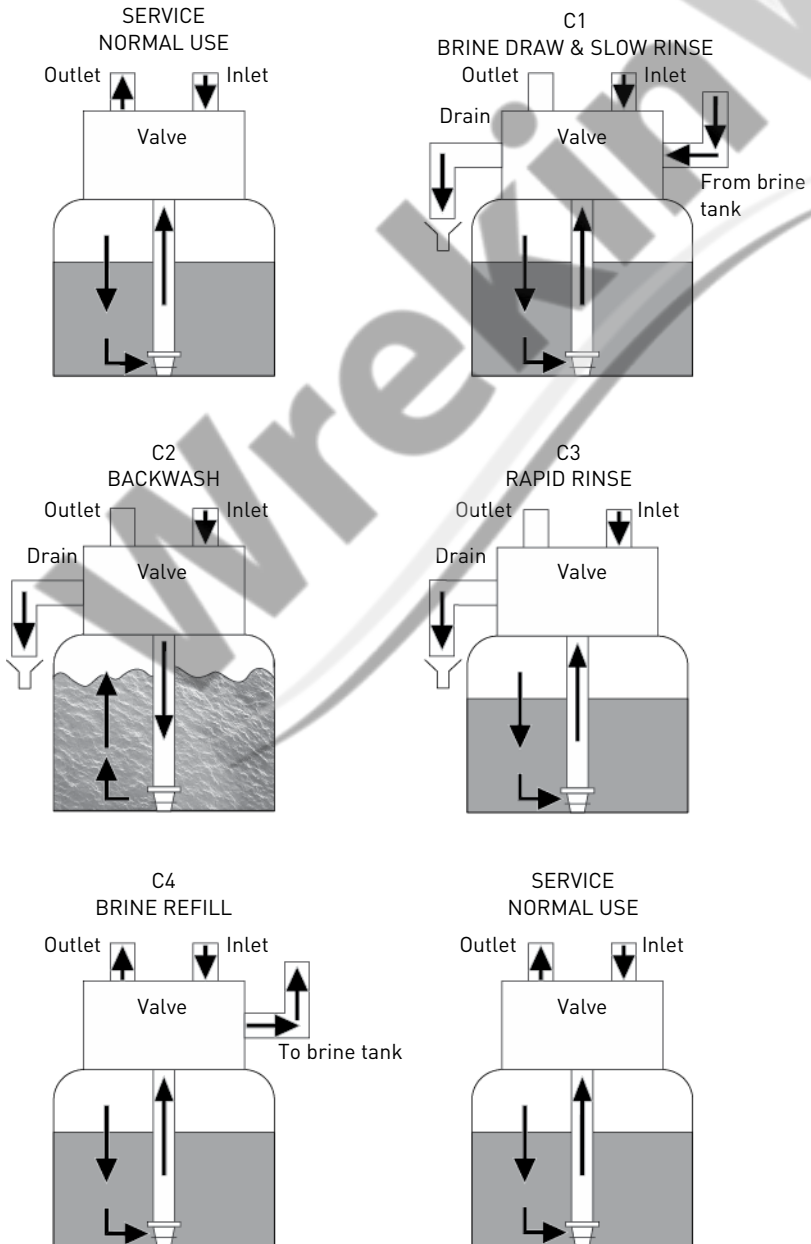 SERVICE
NORMAL USE
Outlet
Inlet
Valve
C1
BRINE DRAW & SLOW RINSE
Outlet
Inlet
Drain
Valve
From brine
tank
C2
BACKWASH
Outlet
Inlet
Drain
Valve
C3
RAPID RINSE
Outlet
Inlet
Drain
Valve
C4
BRINE REFILL
Outlet
Inlet
Valve
To brine tank
SERVICE
NORMAL USE
Outlet
Inlet
Valve
Wrekin